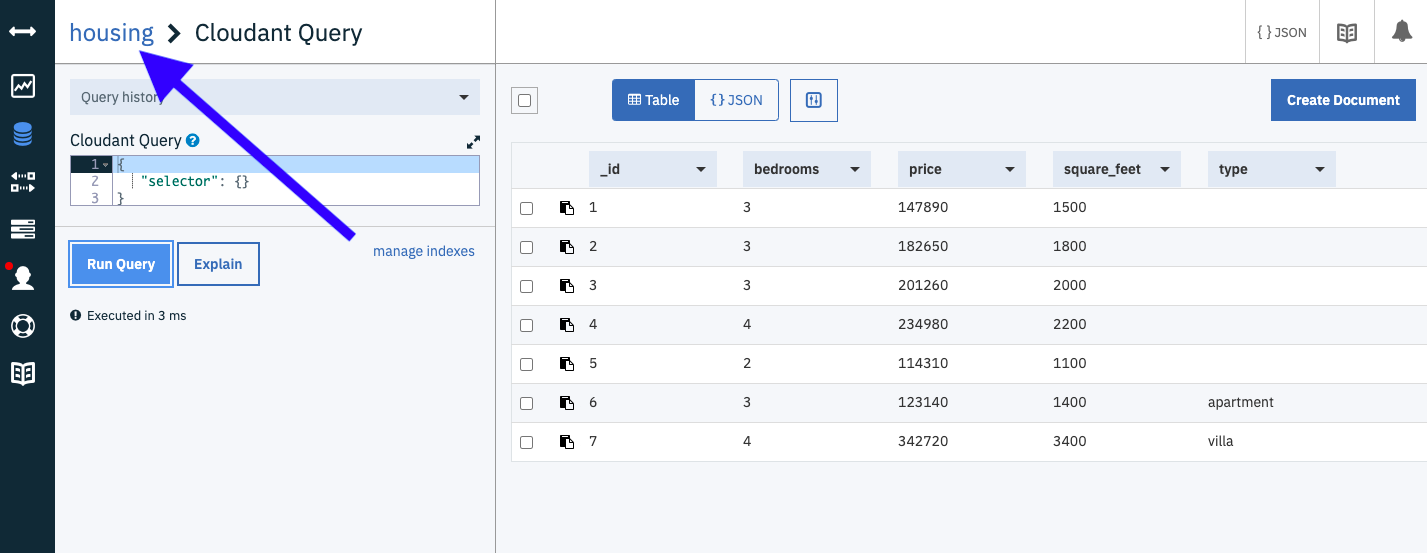 housing > Cloudant Query
{ } JSON
Query history
Cloudant Query ?
1 {
2 "selector": {}
3 }
Run Query Explain manage indexes
Executed in 3 ms
Table { } JSON Create Document
_id bedrooms price square_feet type
1 3 147890 1500
2 3 182650 1800
3 3 201260 2000
4 4 234980 2200
5 2 114310 1100
6 3 123140 1400 apartment
7 4 342720 3400 villa